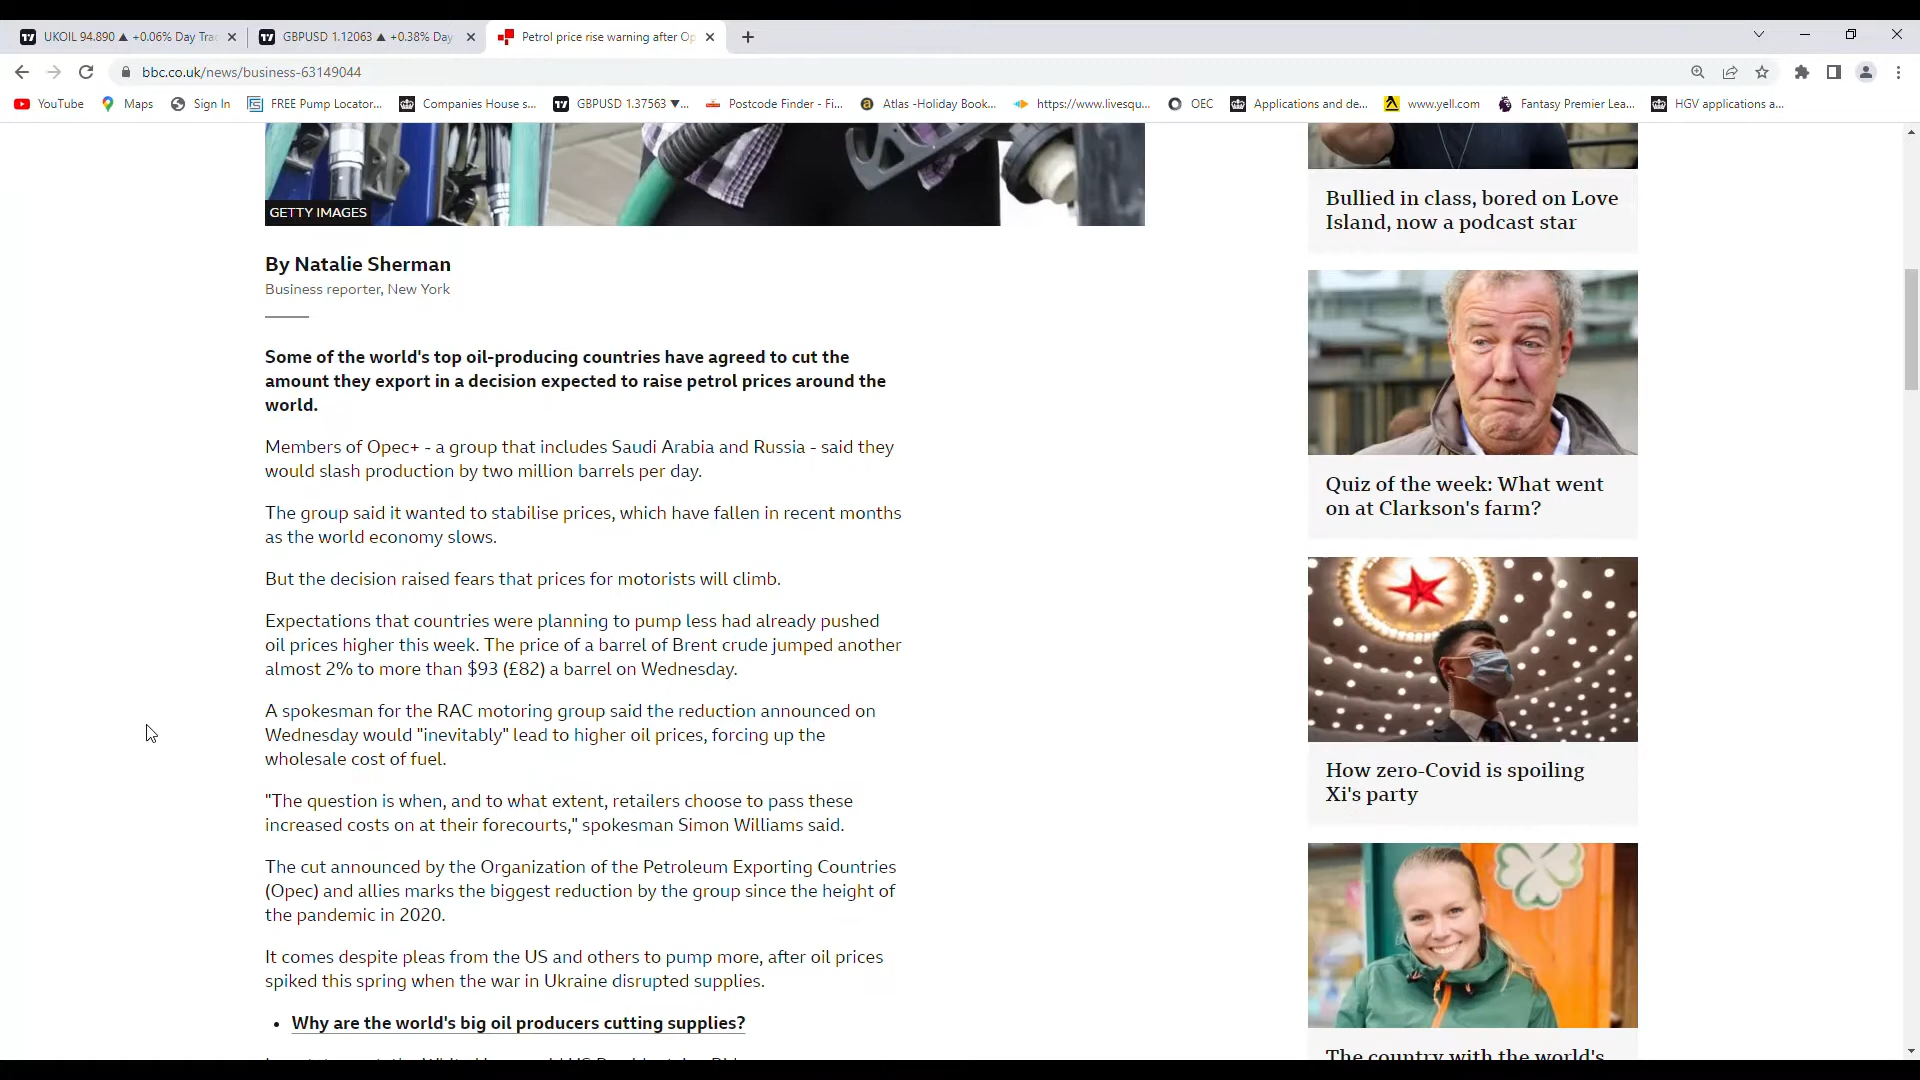 UKOIL 94.890 ▲ +0.06% Day Tra
GBPUSD 1.12063 ▲ +0.38% Day
Petrol price rise warning after Op
bbc.co.uk/news/business-63149044
YouTube
Maps
Sign In
FREE Pump Locator...
Companies House s...
GBPUSD 1.37563 ▼...
Postcode Finder - Fi...
Atlas -Holiday Book...
https://www.livesqu...
OEC
Applications and de...
www.yell.com
Fantasy Premier Lea...
HGV applications a...
GETTY IMAGES
By Natalie Sherman
Business reporter, New York
Some of the world's top oil-producing countries have agreed to cut the
amount they export in a decision expected to raise petrol prices around the
world.
Members of Opec+ - a group that includes Saudi Arabia and Russia - said they
would slash production by two million barrels per day.
The group said it wanted to stabilise prices, which have fallen in recent months
as the world economy slows.
But the decision raised fears that prices for motorists will climb.
Expectations that countries were planning to pump less had already pushed
oil prices higher this week. The price of a barrel of Brent crude jumped another
almost 2% to more than $93 (£82) a barrel on Wednesday.
A spokesman for the RAC motoring group said the reduction announced on
Wednesday would "inevitably" lead to higher oil prices, forcing up the
wholesale cost of fuel.
"The question is when, and to what extent, retailers choose to pass these
increased costs on at their forecourts," spokesman Simon Williams said.
The cut announced by the Organization of the Petroleum Exporting Countries
(Opec) and allies marks the biggest reduction by the group since the height of
the pandemic in 2020.
It comes despite pleas from the US and others to pump more, after oil prices
spiked this spring when the war in Ukraine disrupted supplies.
• Why are the world's big oil producers cutting supplies?
Bullied in class, bored on Love
Island, now a podcast star
Quiz of the week: What went
on at Clarkson's farm?
How zero-Covid is spoiling
Xi's party
The country with the world's